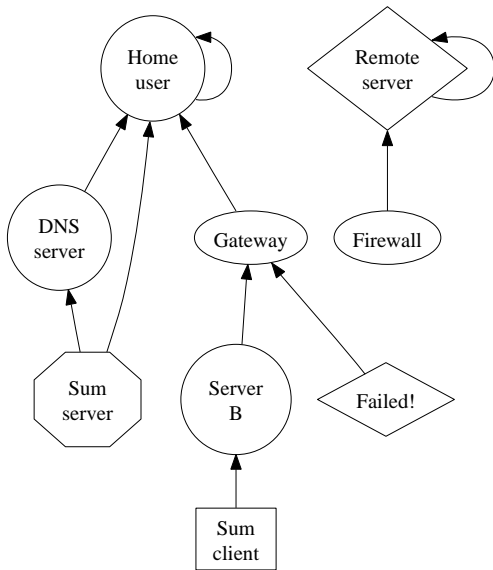 Home
user
Remote
server
DNS
server
Gateway
Firewall
Sum
server
Server
B
Failed!
Sum
client